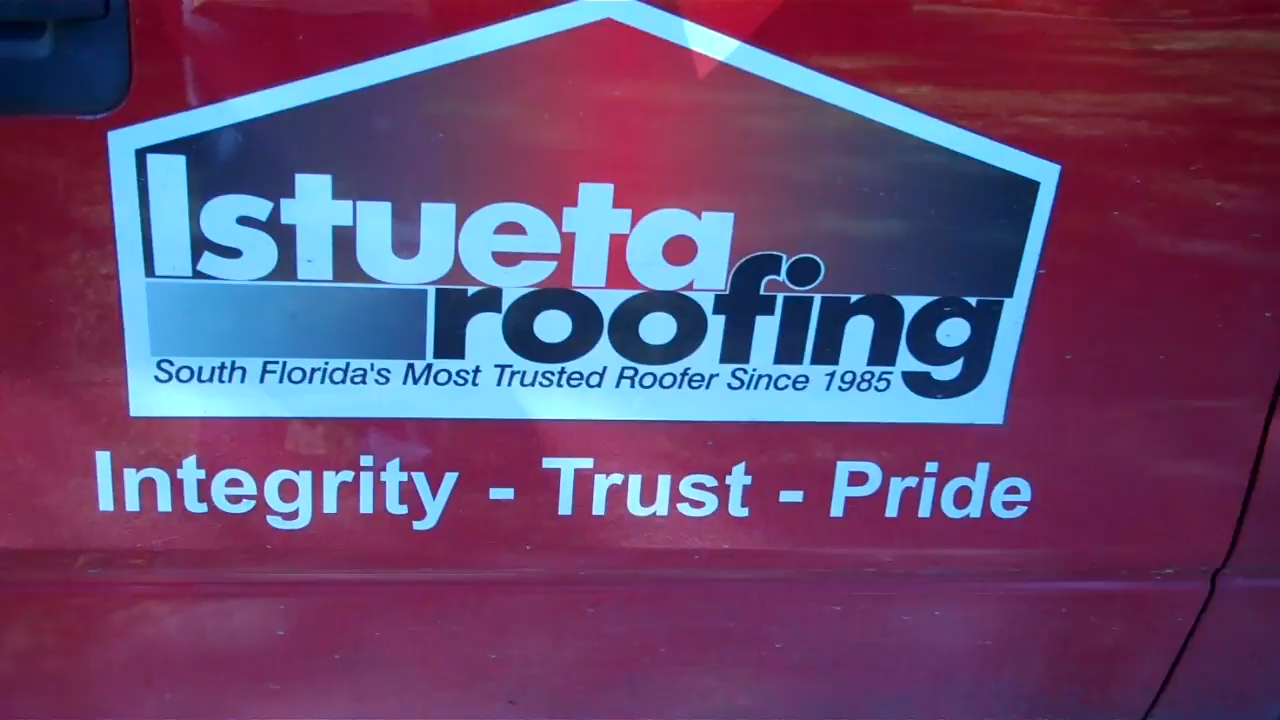 Istueta
roofing
South Florida's Most Trusted Roofer Since 1985
Integrity - Trust - Pride